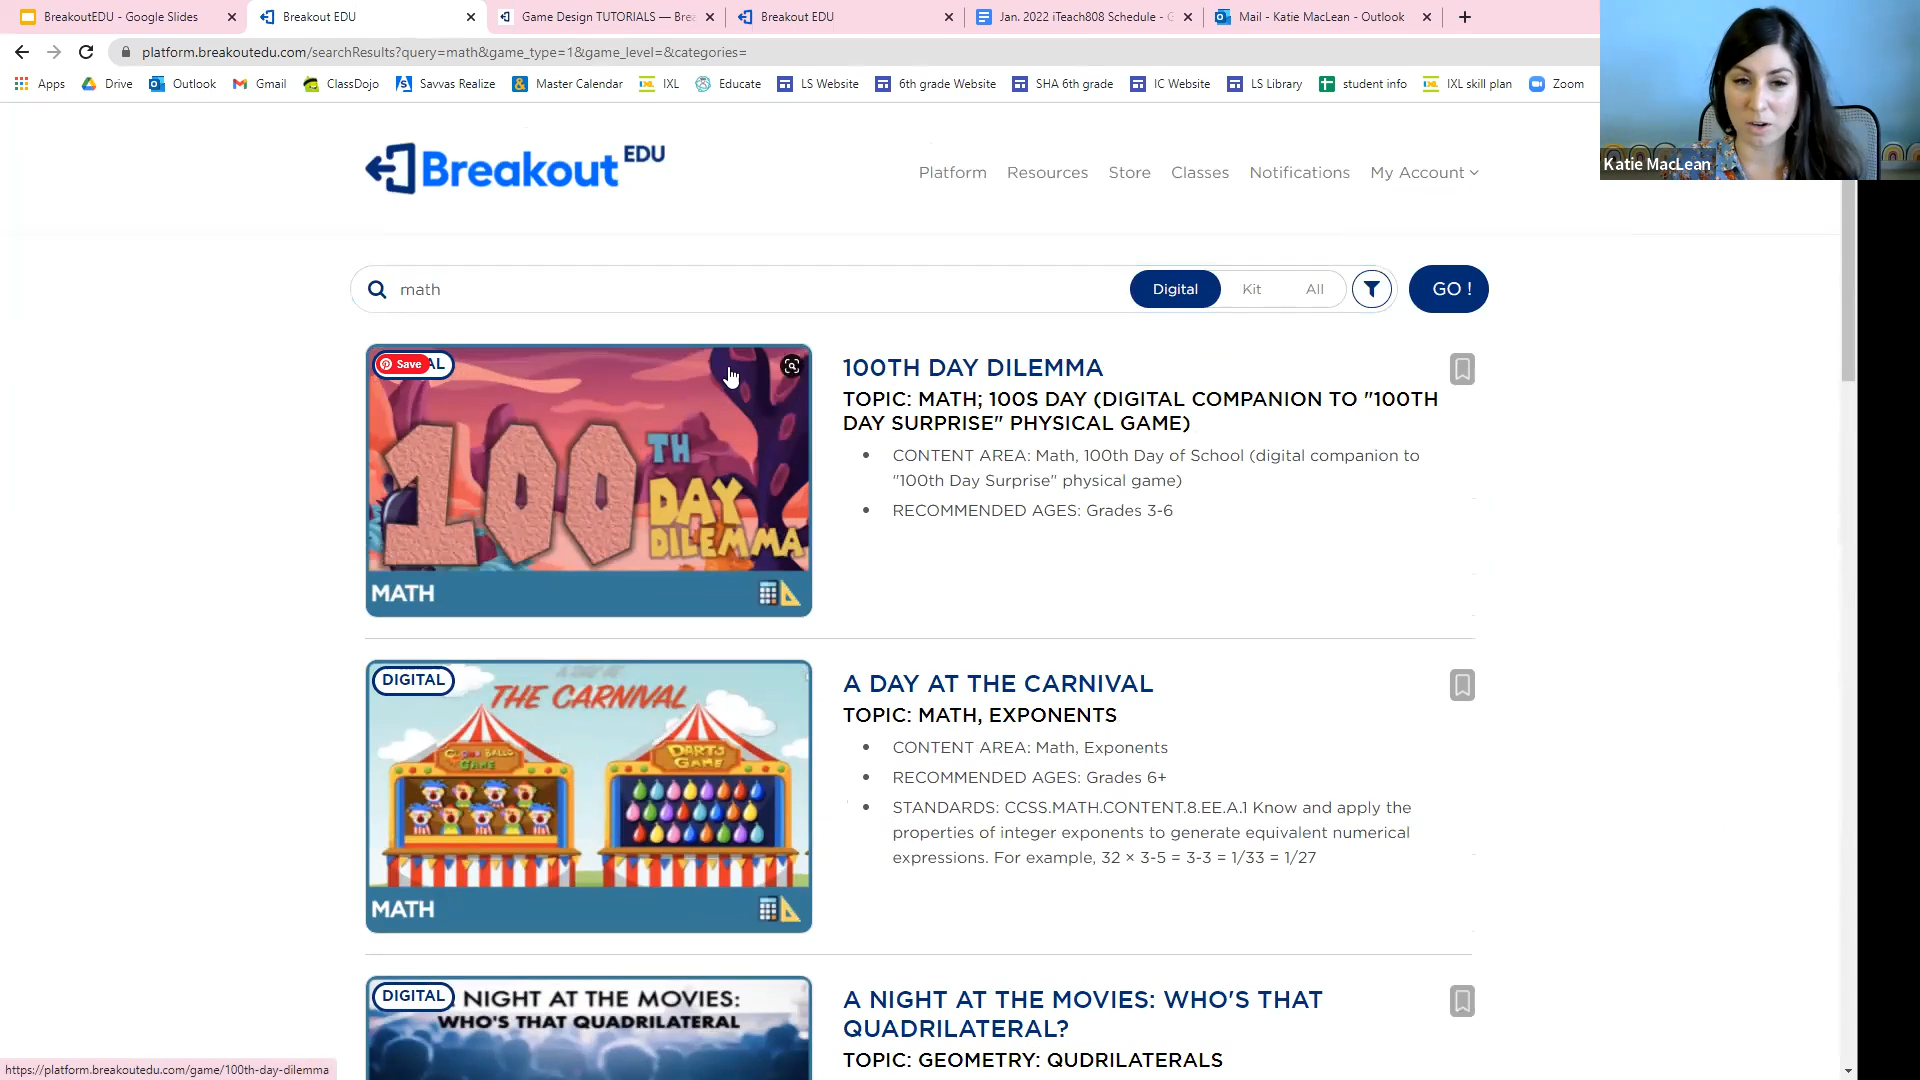 BreakoutEDU - Google Slides
Breakout EDU
Game Design TUTORIALS — Brea
Breakout EDU
Jan. 2022 iTeach808 Schedule - G
Mail - Katie MacLean - Outlook
platform.breakoutedu.com/searchResults?query=math&game_type=1&game_level=&categories=
Apps
Drive
Outlook
Gmail
ClassDojo
Savvas Realize
Master Calendar
IXL
Educate
LS Website
6th grade Website
SHA 6th grade
IC Website
LS Library
student info
IXL skill plan
Zoom
Katie MacLean
Breakout EDU
Platform
Resources
Store
Classes
Notifications
My Account
math
Digital
Kit
All
GO !
Save
AL
100 TH DAY DILEMMA
MATH
100TH DAY DILEMMA
TOPIC: MATH; 100S DAY (DIGITAL COMPANION TO "100TH
DAY SURPRISE" PHYSICAL GAME)
• CONTENT AREA: Math, 100th Day of School (digital companion to
"100th Day Surprise" physical game)
• RECOMMENDED AGES: Grades 3-6
DIGITAL
A DAY AT
THE CARNIVAL
CLOWN BALLS
GAME
DARTS
GAME
MATH
A DAY AT THE CARNIVAL
TOPIC: MATH, EXPONENTS
• CONTENT AREA: Math, Exponents
• RECOMMENDED AGES: Grades 6+
• STANDARDS: CCSS.MATH.CONTENT.8.EE.A.1 Know and apply the
properties of integer exponents to generate equivalent numerical
expressions. For example, 32 × 3-5 = 3-3 = 1/33 = 1/27
DIGITAL
NIGHT AT THE MOVIES:
WHO'S THAT QUADRILATERAL
A NIGHT AT THE MOVIES: WHO'S THAT
QUADRILATERAL?
TOPIC: GEOMETRY: QUDRILATERALS
https://platform.breakoutedu.com/game/100th-day-dilemma